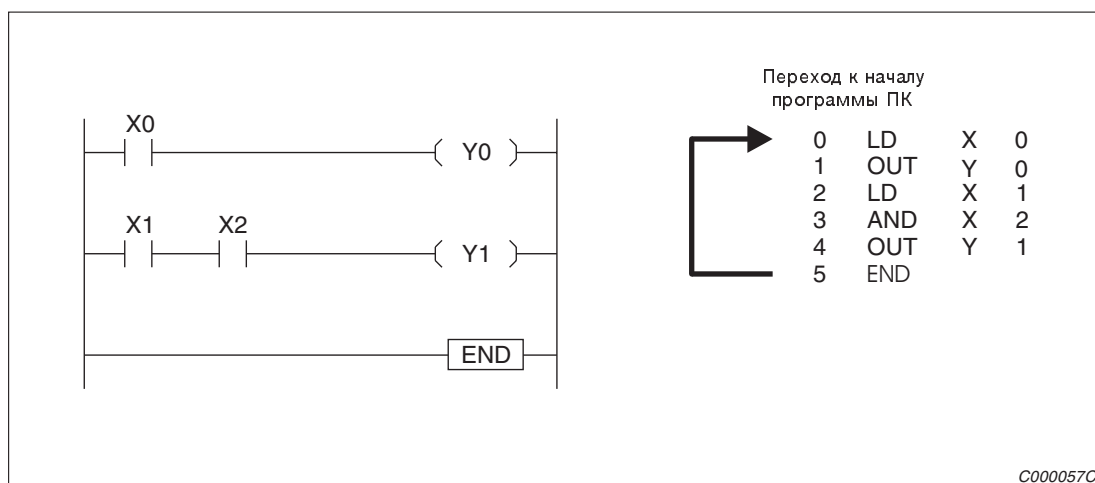 Переход к началу
программы ПК
X0
Y0
X1 X2
Y1
END
0 LD X 0
1 OUT Y 0
2 LD X 1
3 AND X 2
4 OUT Y 1
5 END
C000057C